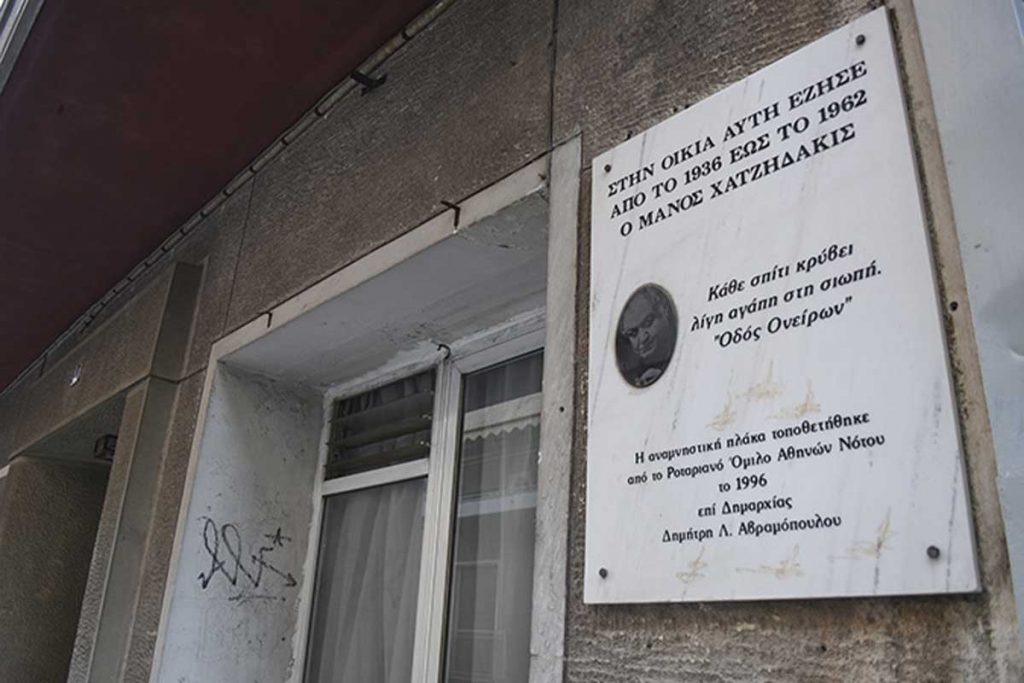 ΣΤΗΝ ΟΙΚΙΑ ΑΥΤΗ ΕΖΗΣΕ
ΑΠΟ ΤΟ 1936 ΕΩΣ ΤΟ 1962
Ο ΜΑΝΟΣ ΧΑΤΖΗΔΑΚΙΣ
Κάθε σπίτι κρύβει
λίγη αγάπη στη σιωπή.
"Οδός Ονείρων"
Η αναμνηστική πλάκα τοποθετήθηκε
από το Ροταριανό Όμιλο Αθηνών Νότου
το 1996
επί Δημαρχίας
Δημήτρη Λ. Αβραμόπουλου